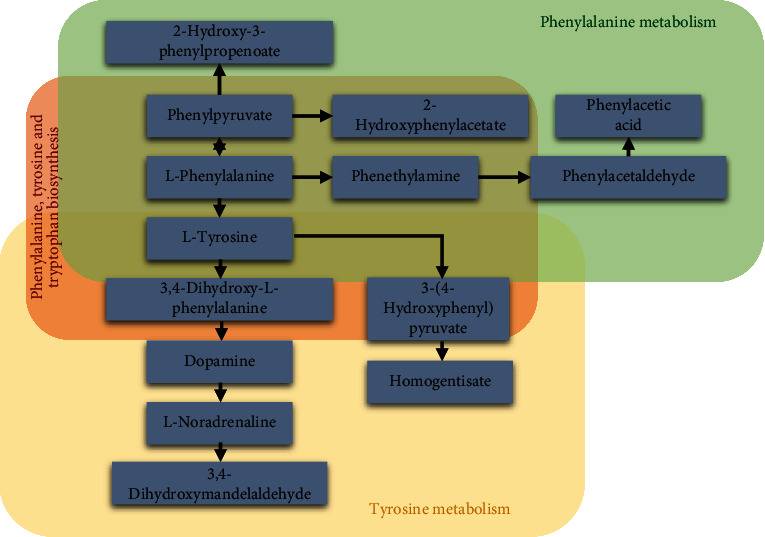 Phenylalanine metabolism
2-Hydroxy-3-
phenylpropenoate
Phenylalanine, tyrosine and
tryptophan biosynthesis
Phenylpyruvate
2-
Hydroxyphenylacetate
Phenylacetic
acid
L-Phenylalanine
Phenethylamine
Phenylacetaldehyde
L-Tyrosine
3,4-Dihydroxy-L-
phenylalanine
3-(4-
Hydroxyphenyl)
pyruvate
Dopamine
Homogentisate
L-Noradrenaline
3,4-
Dihydroxymandelaldehyde
Tyrosine metabolism